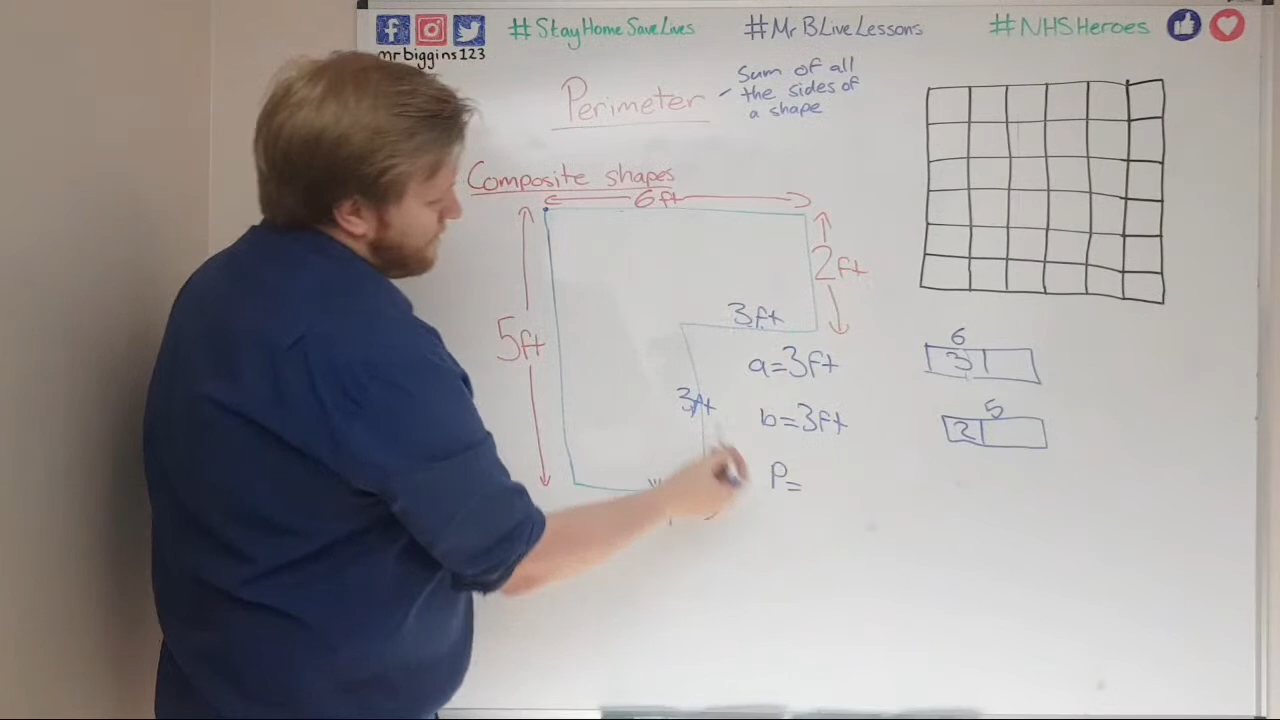 #StayHomeSaveLives #MrBLiveLessons #NHSHeroes
mrbiggins123
Perimeter - Sum of all
the sides of
a shape
Composite shapes
6ft
5ft
2ft
3ft
a=3ft
3ft
b=3ft
P=
6
3
5
2